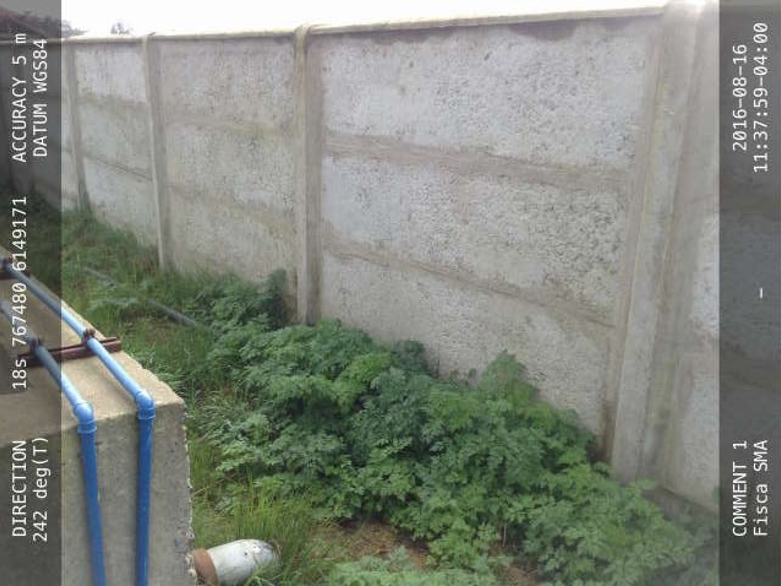 DIRECTION
242 deg(T)
18s 767480 6149171
ACCURACY 5 m
DATUM WGS84
COMMENT 1
Fisca SMA
-
2016-08-16
11:37:59-04:00